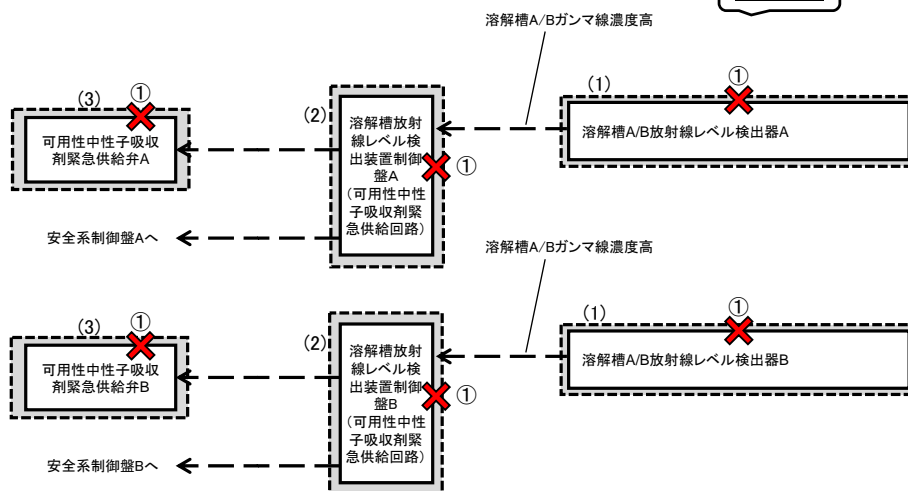 溶解槽A/Bガンマ線濃度高
(3)
①
可用性中性子吸収
剤緊急供給弁A
(2)
溶解槽放射
線レベル検
出装置制御
盤A
(可用性中性
子吸収剤緊
急供給回路)
①
(1)
①
溶解槽A/B放射線レベル検出器A
安全系制御盤Aへ
溶解槽A/Bガンマ線濃度高
(3)
①
可用性中性子吸収
剤緊急供給弁B
(2)
溶解槽放射
線レベル検
出装置制御
盤B
(可用性中性
子吸収剤緊
急供給回路)
①
(1)
①
溶解槽A/B放射線レベル検出器B
安全系制御盤Bへ